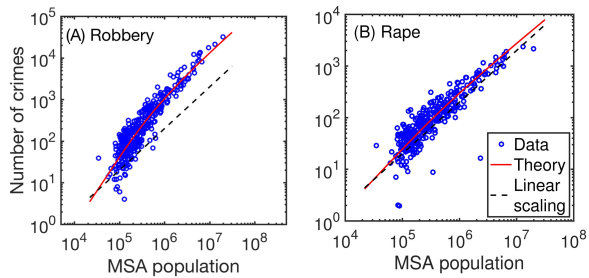 (A) Robbery
Number of crimes
10^5
10^4
10^3
10^2
10^1
10^0
10^4 10^5 10^6 10^7 10^8
MSA population
(B) Rape
10^4
10^3
10^2
10^1
10^0
10^4 10^5 10^6 10^7 10^8
MSA population
Data
Theory
Linear
scaling